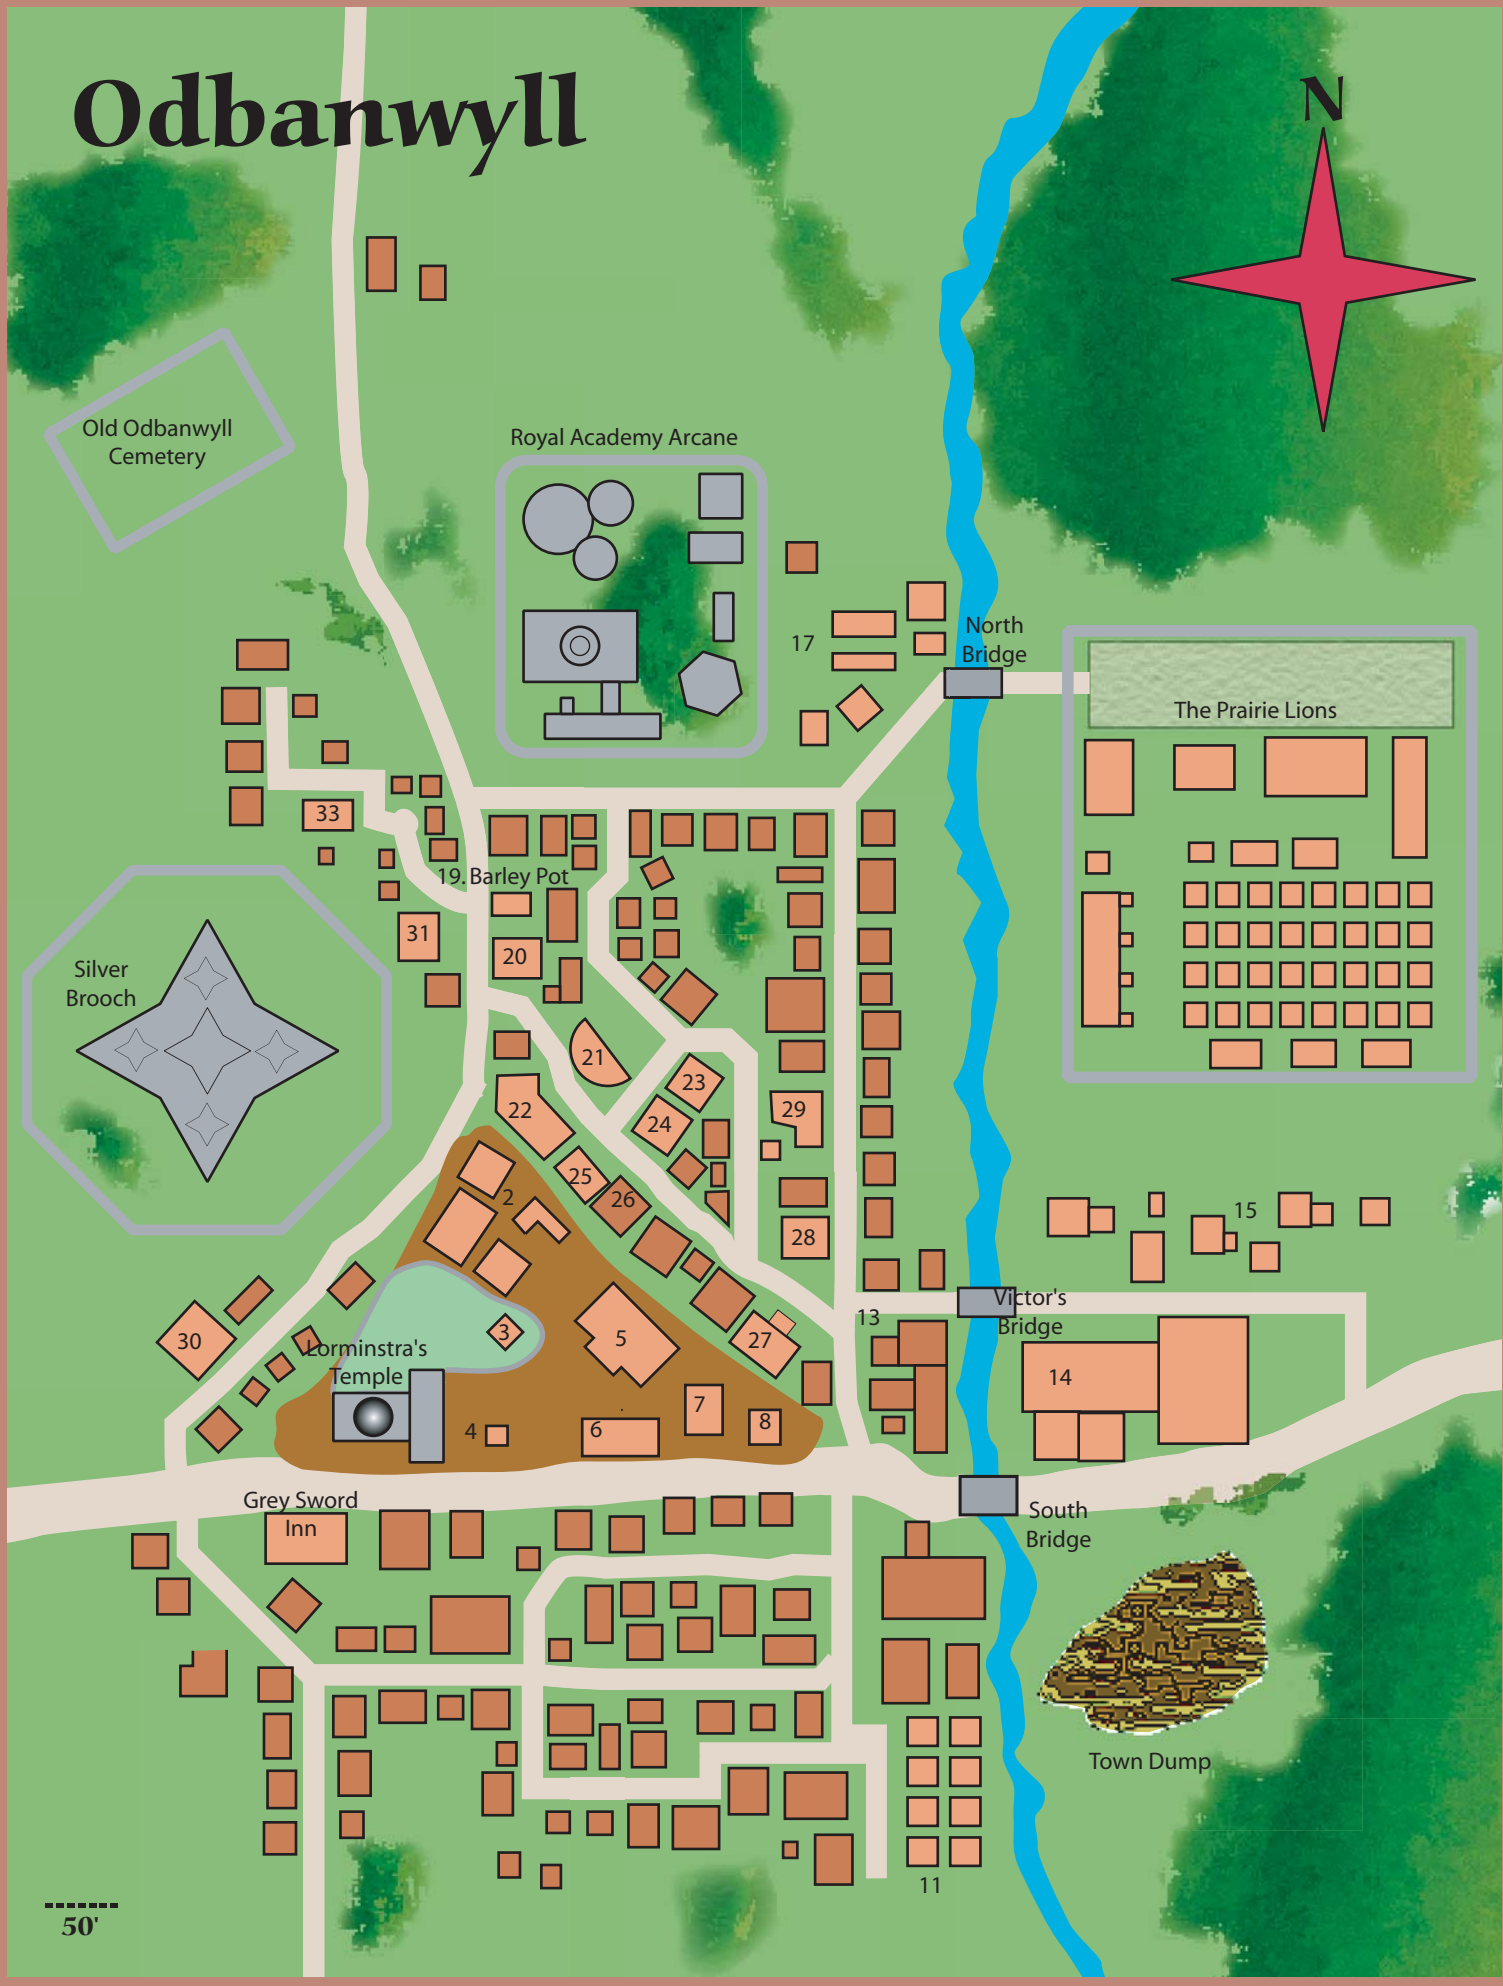 Odbanwyll
N
Old Odbanwyll
Cemetery
Royal Academy Arcane
North
Bridge
17
The Prairie Lions
33
19. Barley Pot
31
20
Silver
Brooch
21
23
22
24
29
25
2
26
15
28
Victor's
Bridge
13
3
5
27
30
Lorminstra's
Temple
14
7
8
6
4
Grey Sword
Inn
South
Bridge
Town Dump
11
50'